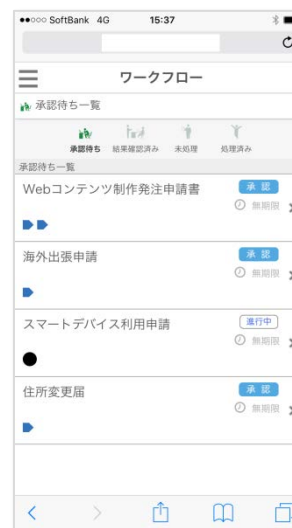 SoftBank 4G 15:37
ワークフロー
承認待ち一覧
承認待ち 結果確認済み 未処理 処理済み
承認待ち一覧
Webコンテンツ制作発注申請書 承 認
無期限
海外出張申請 承 認
無期限
スマートデバイス利用申請 進行中
無期限
住所変更届 承 認
無期限